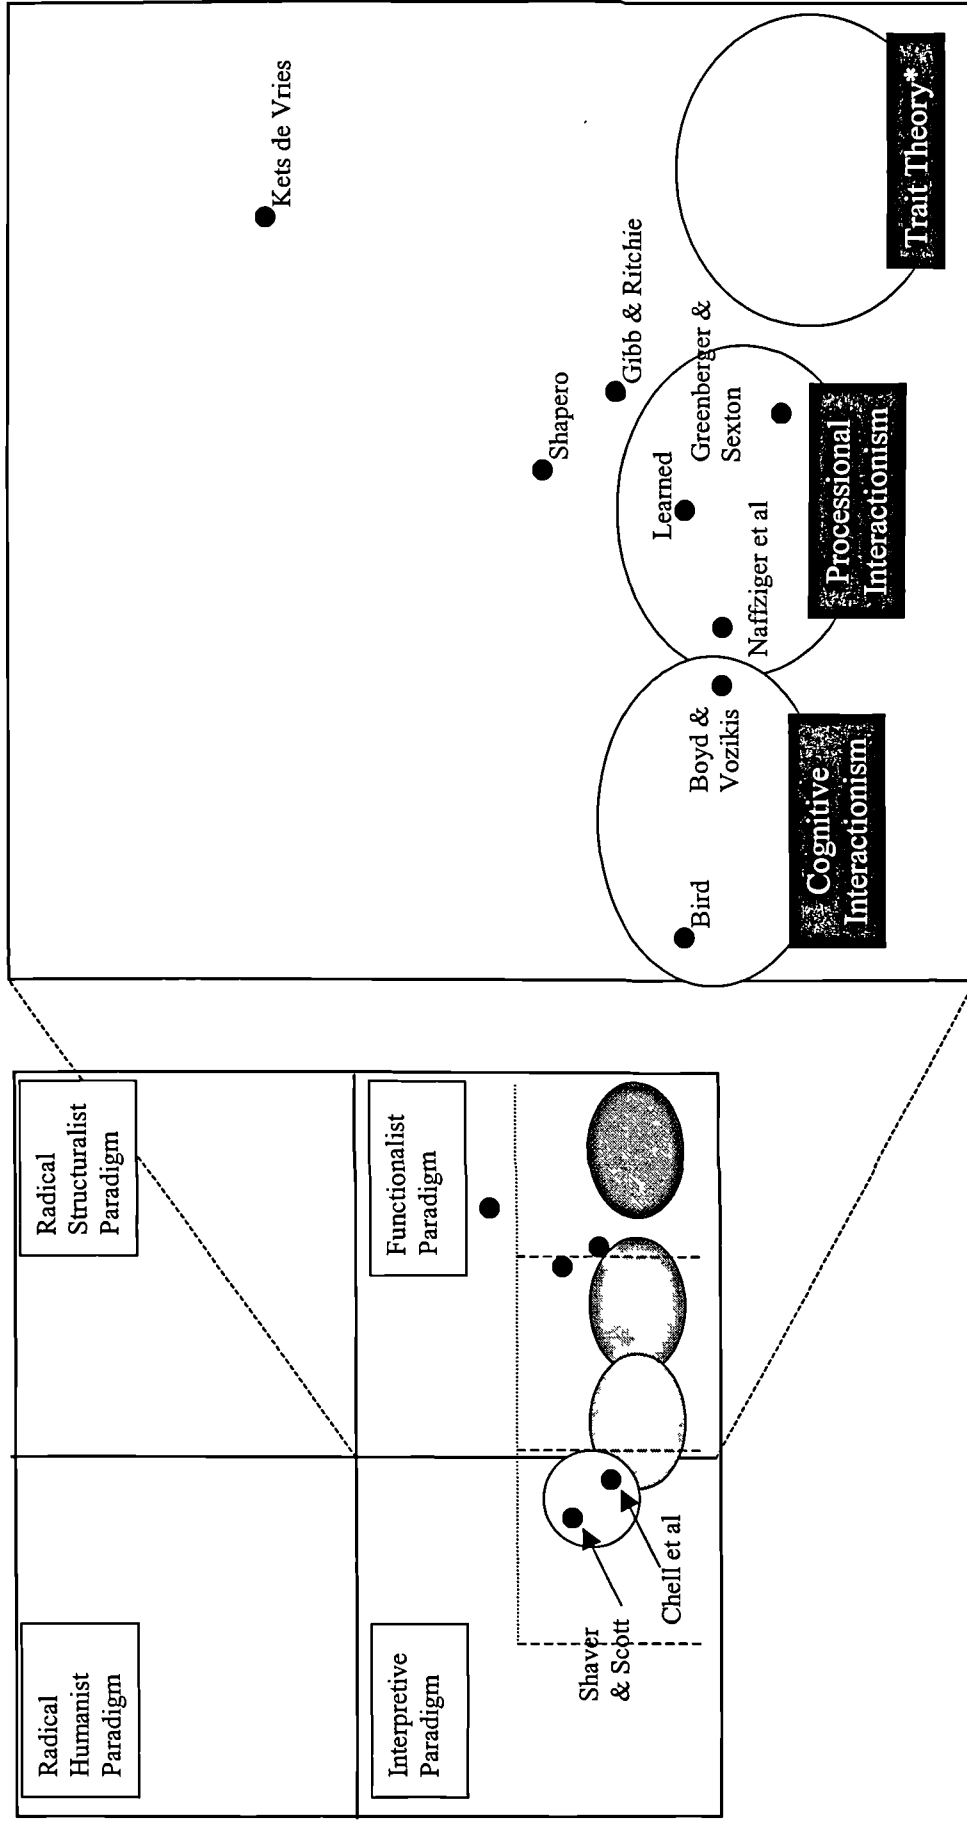 Radical
Humanist
Paradigm
Radical
Structuralist
Paradigm
Interpretive
Paradigm
Functionalist
Paradigm
Shaver
& Scott
Chell et al
Kets de Vries
Shapero
Gibb & Ritchie
Learned
Greenberger &
Sexton
Naffziger et al
Boyd &
Vozikis
Bird
Cognitive
Interactionism
Processional
Interactionism
Trait Theory*